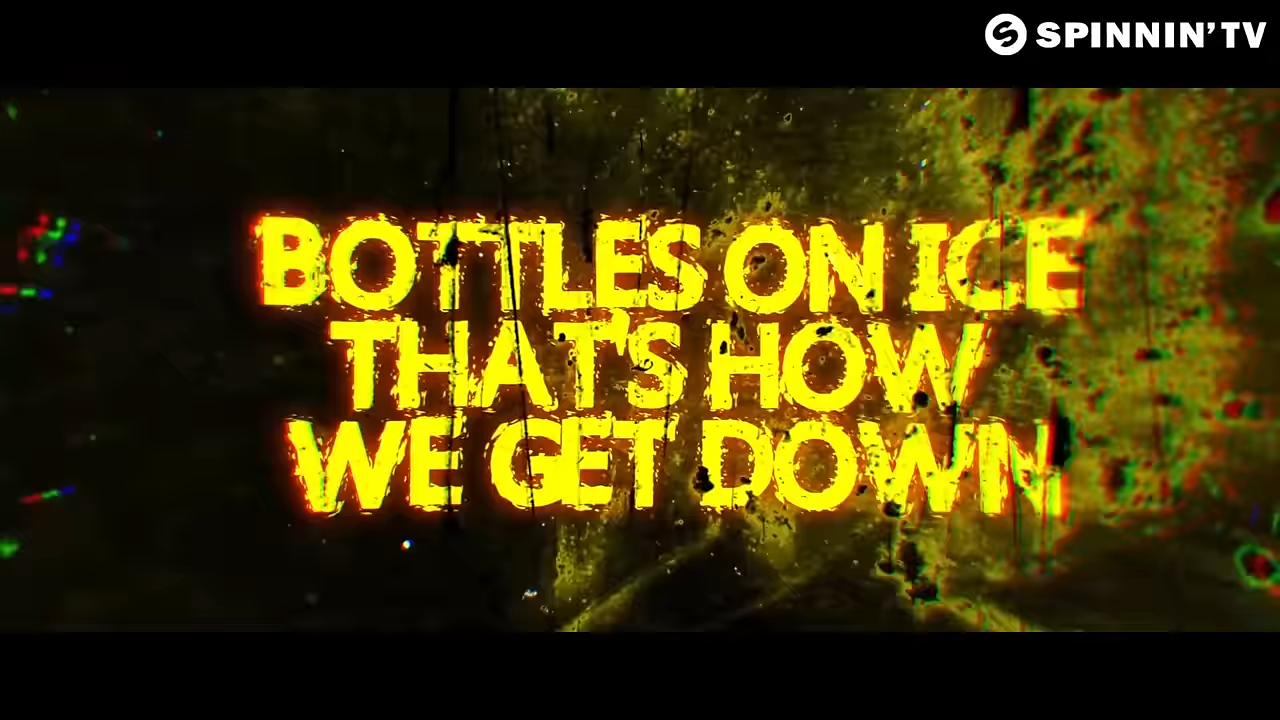 SPINNIN' TV
BOTTLES ON ICE
THAT'S HOW
WE GET DOWN